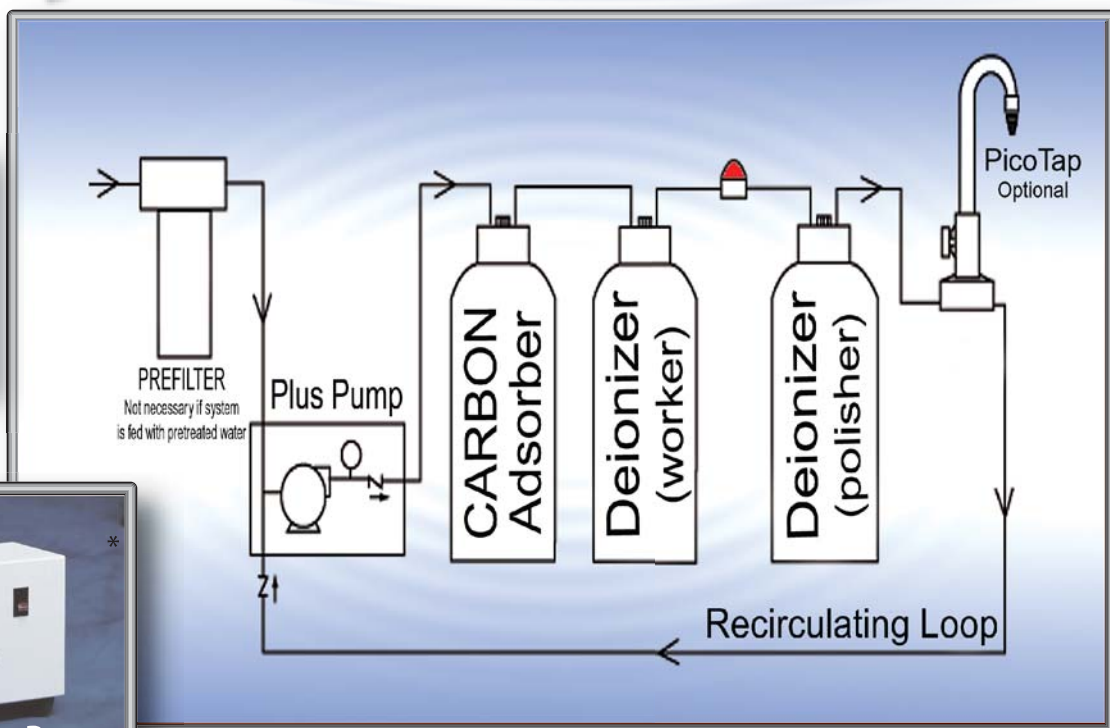 PicoTap
Optional
PREFILTER
Not necessary if system
is fed with pretreated water
Plus Pump
CARBON
Adsorber
Deionizer
(worker)
Deionizer
(polisher)
Recirculating Loop
*